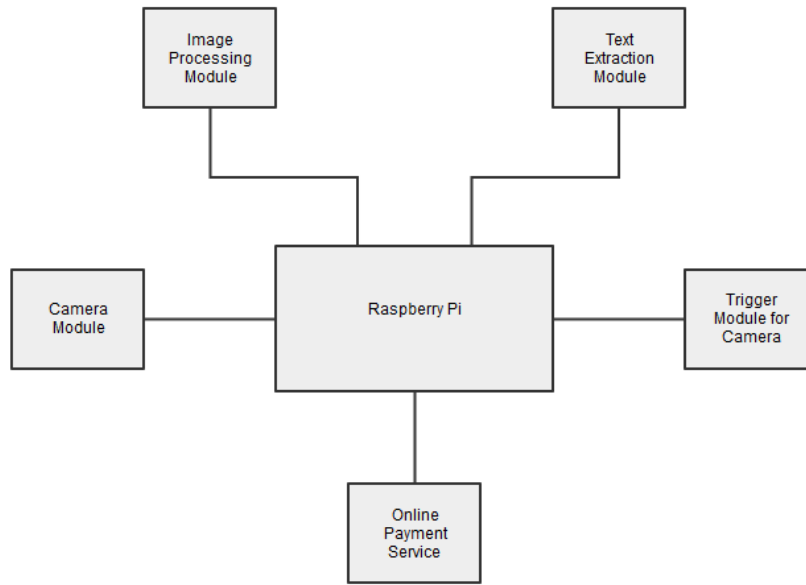 Image
Processing
Module
Text
Extraction
Module
Camera
Module
Raspberry Pi
Trigger
Module for
Camera
Online
Payment
Service